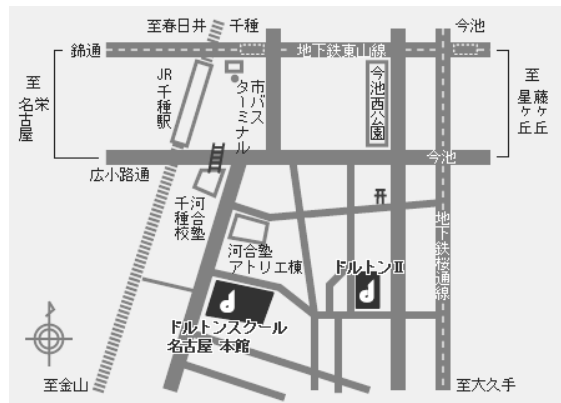 至春日井
千種
今池
錦通
地下鉄東山線
至
栄
名古屋
JR
千種駅
市バス
ターミナル
今池西公園
至
藤ヶ丘
星ヶ丘
広小路通
今池
河合塾
千種校
河合塾
アトリエ棟
ドルトンⅡ
地下鉄桜通線
ドルトンスクール
名古屋 本館
至金山
至大久手